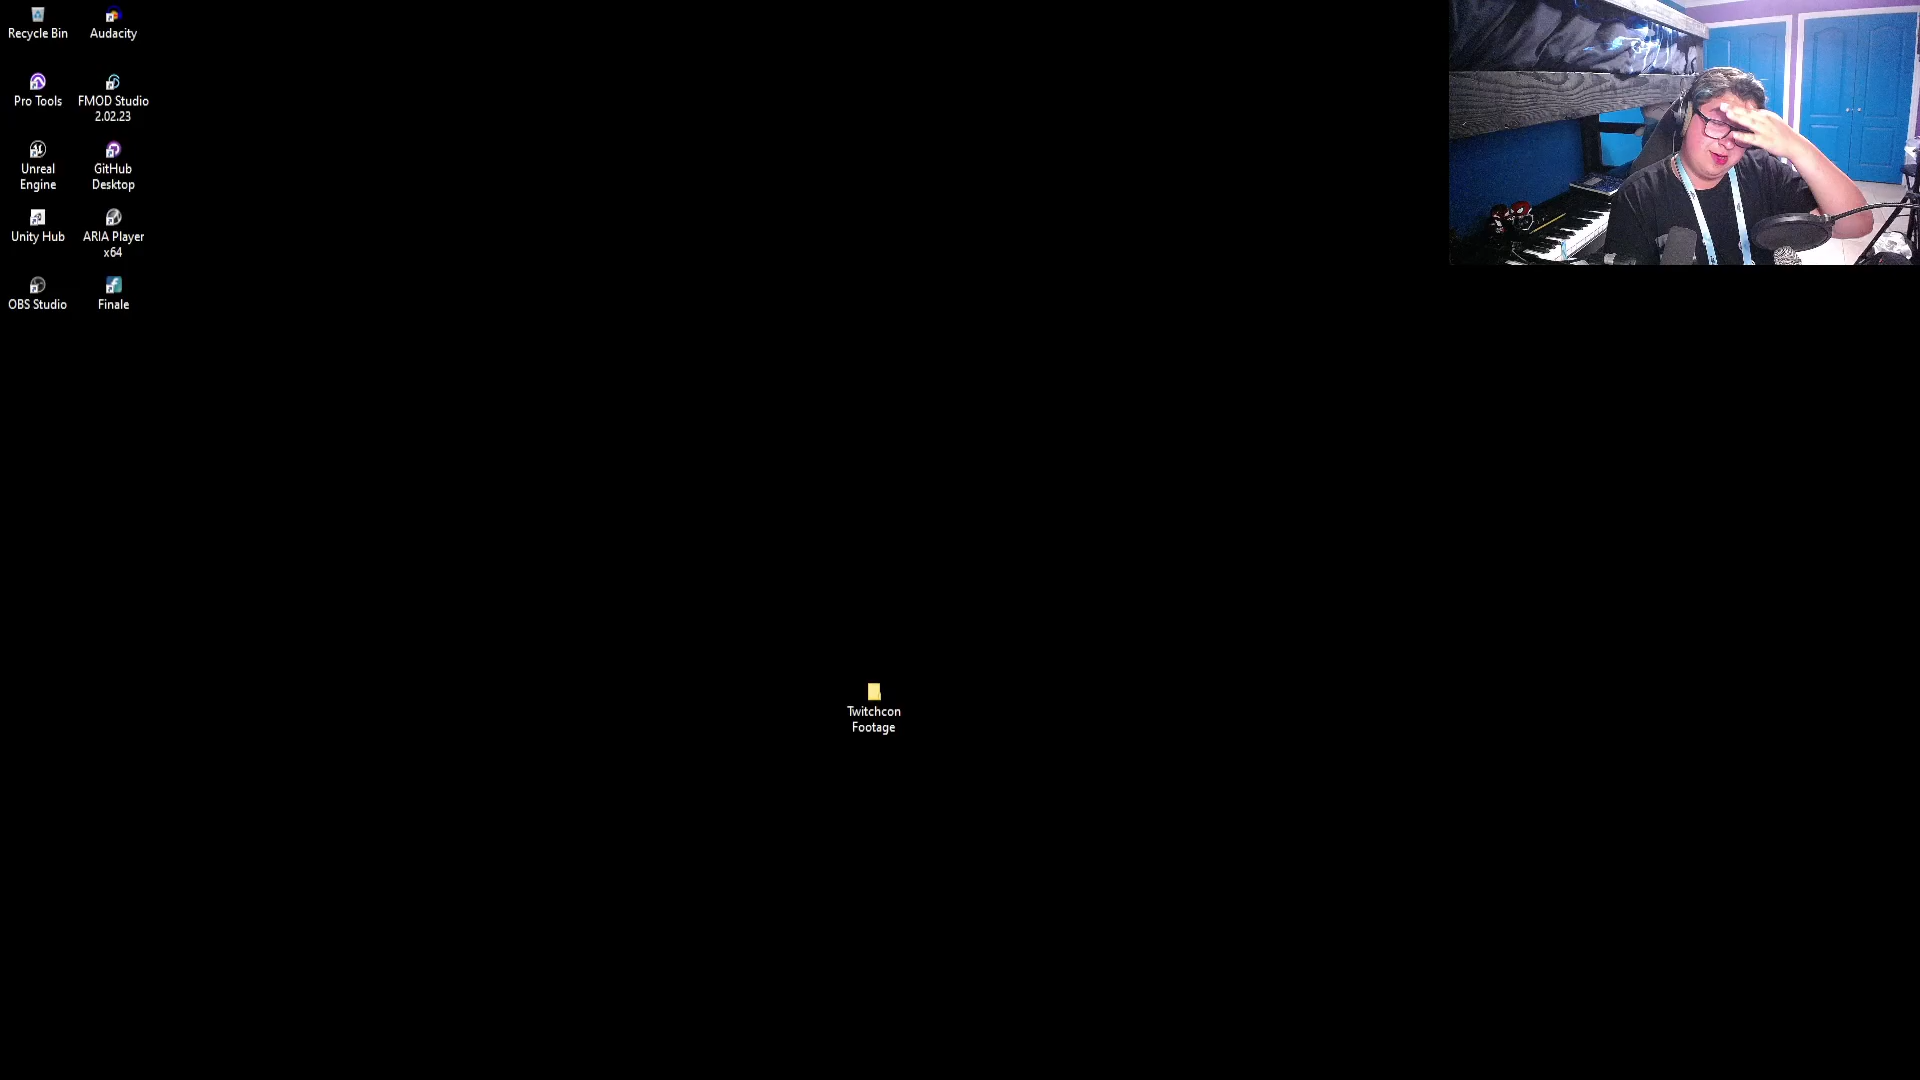 Recycle Bin
Audacity
Pro Tools
FMOD Studio
2.02.23
Unreal
Engine
GitHub
Desktop
Unity Hub
ARIA Player
x64
OBS Studio
Finale
Twitchcon
Footage